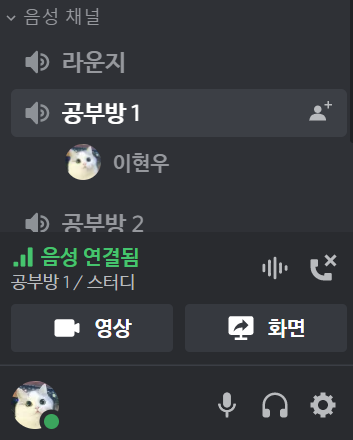 음성 채널
라운지
공부방 1
이현우
공부방 2
음성 연결됨
공부방 1 / 스터디
영상 화면